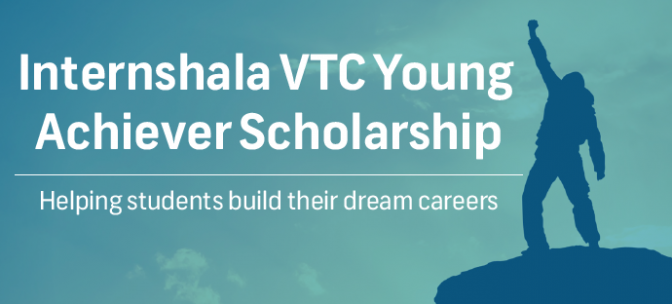 Internshala VTC Young
Achiever Scholarship
Helping students build their dream careers